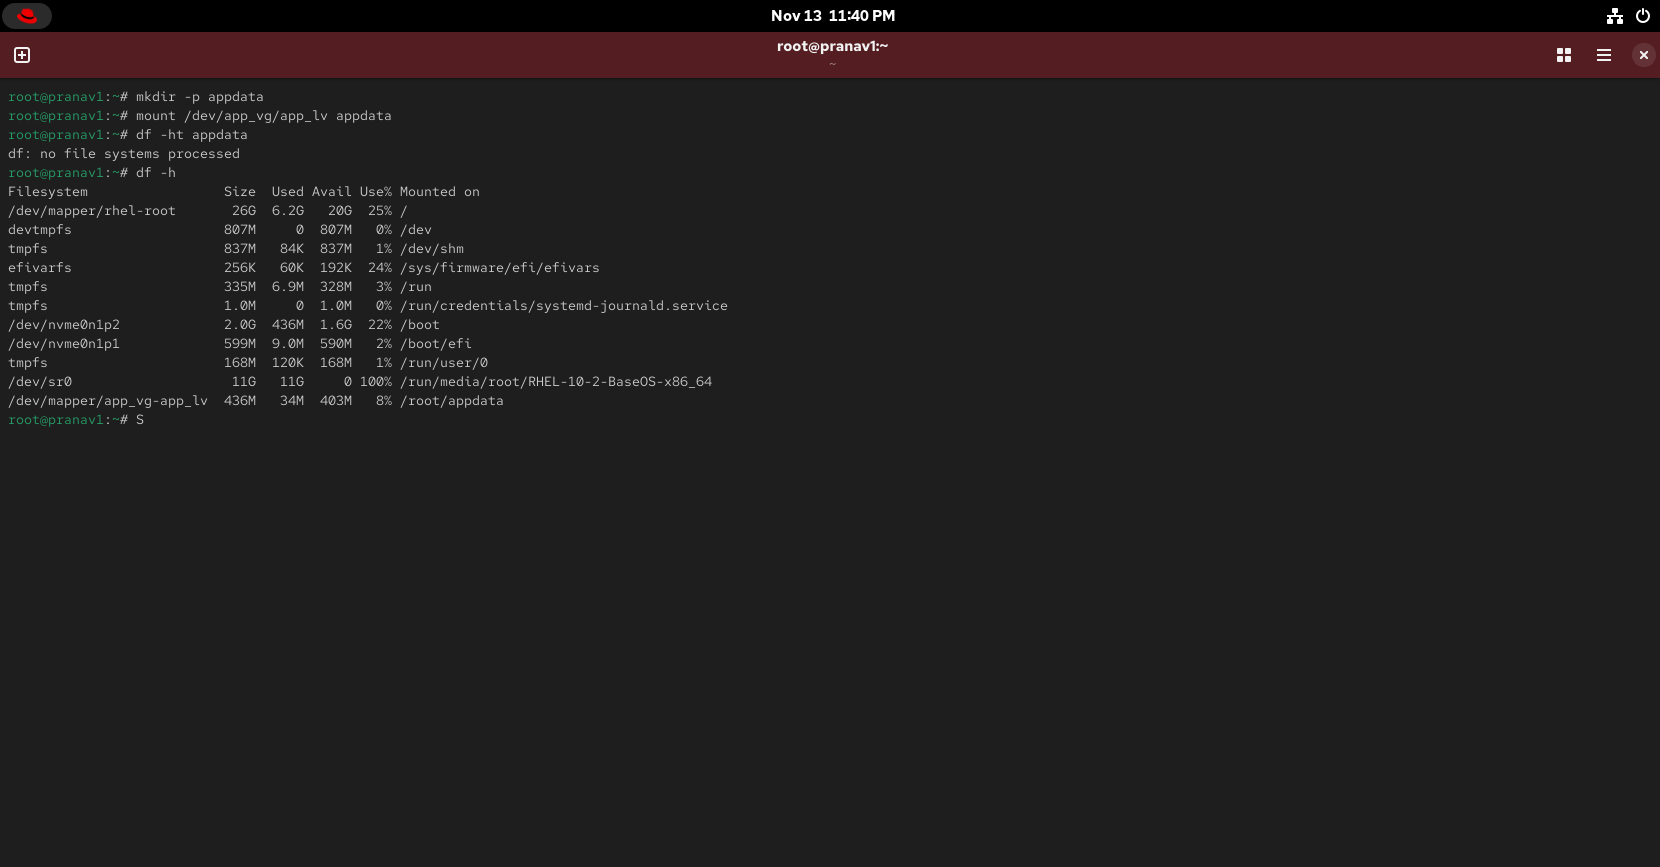 Nov 13 11:40 PM
root@pranav1:~
~
root@pranav1:~# mkdir -p appdata
root@pranav1:~# mount /dev/app_vg/app_lv appdata
root@pranav1:~# df -ht appdata
df: no file systems processed
root@pranav1:~# df -h
Filesystem                 Size  Used Avail Use% Mounted on
/dev/mapper/rhel-root       26G  6.2G   20G  25% /
devtmpfs                   807M     0  807M   0% /dev
tmpfs                      837M   84K  837M   1% /dev/shm
efivarfs                   256K   60K  192K  24% /sys/firmware/efi/efivars
tmpfs                      335M  6.9M  328M   3% /run
tmpfs                      1.0M     0  1.0M   0% /run/credentials/systemd-journald.service
/dev/nvme0n1p2             2.0G  436M  1.6G  22% /boot
/dev/nvme0n1p1             599M  9.0M  590M   2% /boot/efi
tmpfs                      168M  120K  168M   1% /run/user/0
/dev/sr0                    11G   11G     0 100% /run/media/root/RHEL-10-2-BaseOS-x86_64
/dev/mapper/app_vg-app_lv  436M   34M  403M   8% /root/appdata
root@pranav1:~# S